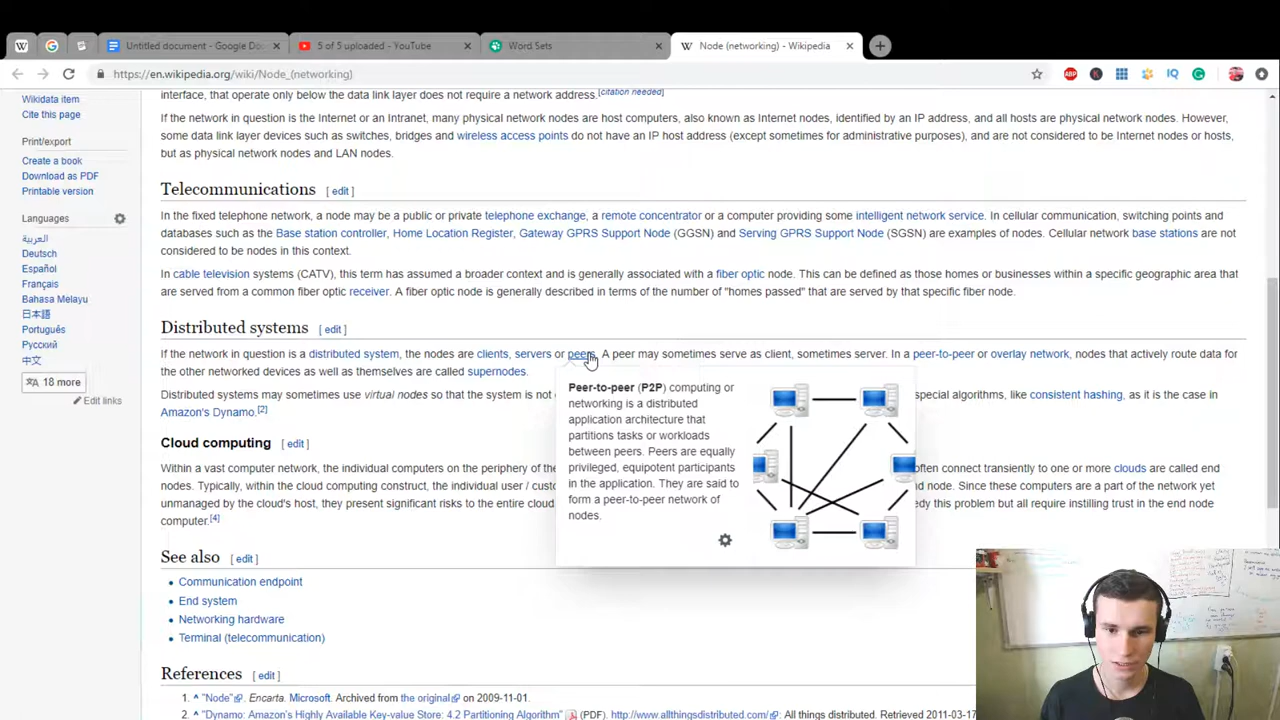 Untitled document - Google Doc
5 of 5 uploaded - YouTube
Word Sets
Node (networking) - Wikipedia
https://en.wikipedia.org/wiki/Node_(networking)
ABP
IQ
Wikidata item
Cite this page
Print/export
Create a book
Download as PDF
Printable version
Languages
العربية
Deutsch
Español
Français
Bahasa Melayu
日本語
Português
Русский
中文
18 more
Edit links
interface, that operate only below the data link layer does not require a network address.[citation needed]
If the network in question is the Internet or an Intranet, many physical network nodes are host computers, also known as Internet nodes, identified by an IP address, and all hosts are physical network nodes. However,
some data link layer devices such as switches, bridges and wireless access points do not have an IP host address (except sometimes for administrative purposes), and are not considered to be Internet nodes or hosts,
but as physical network nodes and LAN nodes.
Telecommunications [ edit ]
In the fixed telephone network, a node may be a public or private telephone exchange, a remote concentrator or a computer providing some intelligent network service. In cellular communication, switching points and
databases such as the Base station controller, Home Location Register, Gateway GPRS Support Node (GGSN) and Serving GPRS Support Node (SGSN) are examples of nodes. Cellular network base stations are not
considered to be nodes in this context.
In cable television systems (CATV), this term has assumed a broader context and is generally associated with a fiber optic node. This can be defined as those homes or businesses within a specific geographic area that
are served from a common fiber optic receiver. A fiber optic node is generally described in terms of the number of "homes passed" that are served by that specific fiber node.
Distributed systems [ edit ]
If the network in question is a distributed system, the nodes are clients, servers or peers. A peer may sometimes serve as client, sometimes server. In a peer-to-peer or overlay network, nodes that actively route data for
the other networked devices as well as themselves are called supernodes.
Distributed systems may sometimes use virtual nodes so that the system is not special algorithms, like consistent hashing, as it is the case in
Amazon's Dynamo.[2]
Cloud computing [ edit ]
Within a vast computer network, the individual computers on the periphery of the often connect transiently to one or more clouds are called end
nodes. Typically, within the cloud computing construct, the individual user / cust nd node. Since these computers are a part of the network yet
unmanaged by the cloud's host, they present significant risks to the entire cloud edy this problem but all require instilling trust in the end node
computer.[4]
Peer-to-peer (P2P) computing or
networking is a distributed
application architecture that
partitions tasks or workloads
between peers. Peers are equally
privileged, equipotent participants
in the application. They are said to
form a peer-to-peer network of
nodes.
See also [ edit ]
Communication endpoint
End system
Networking hardware
Terminal (telecommunication)
References [ edit ]
1. ^ "Node". Encarta. Microsoft. Archived from the original on 2009-11-01.
2. ^ "Dynamo: Amazon's Highly Available Key-value Store: 4.2 Partitioning Algorithm" (PDF). http://www.allthingsdistributed.com/: All things distributed. Retrieved 2011-03-17